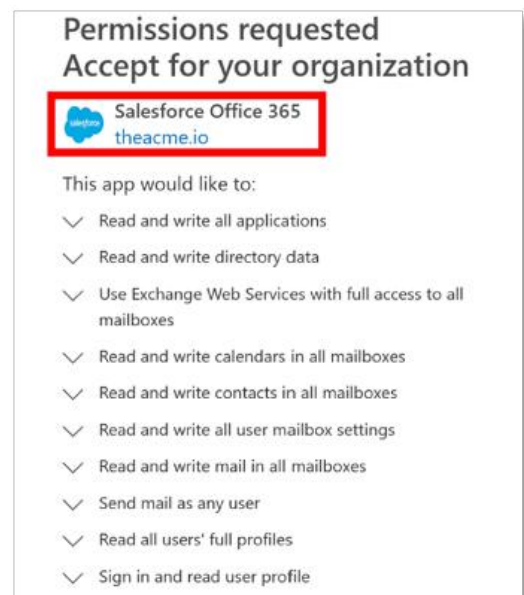 Permissions requested
Accept for your organization
salesforce
Salesforce Office 365
theacme.io
This app would like to:
Read and write all applications
Read and write directory data
Use Exchange Web Services with full access to all
mailboxes
Read and write calendars in all mailboxes
Read and write contacts in all mailboxes
Read and write all user mailbox settings
Read and write mail in all mailboxes
Send mail as any user
Read all users' full profiles
Sign in and read user profile